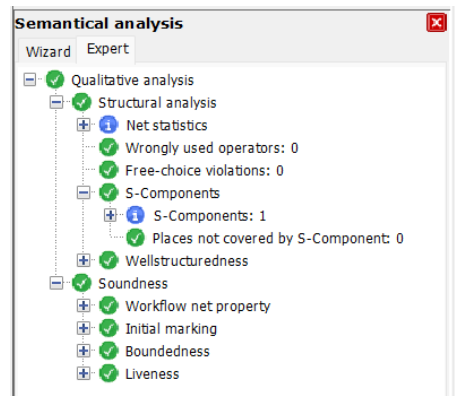 Semantical analysis
Wizard Expert
Qualitative analysis
Structural analysis
Net statistics
Wrongly used operators: 0
Free-choice violations: 0
S-Components
S-Components: 1
Places not covered by S-Component: 0
Wellstructuredness
Soundness
Workflow net property
Initial marking
Boundedness
Liveness